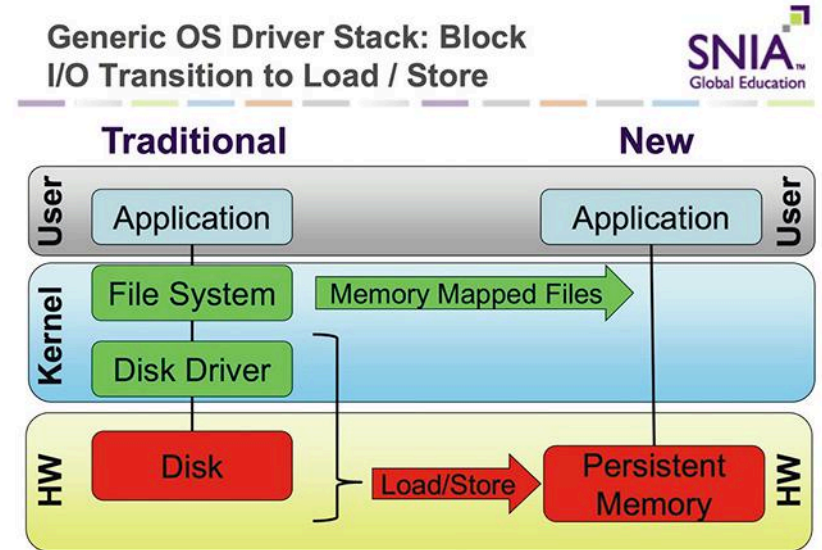 Generic OS Driver Stack: Block
I/O Transition to Load / Store
SNIA™
Global Education
Traditional
New
User
Application
Application
User
Kernel
File System
Memory Mapped Files
Disk Driver
HW
Disk
Load/Store
Persistent
Memory
HW